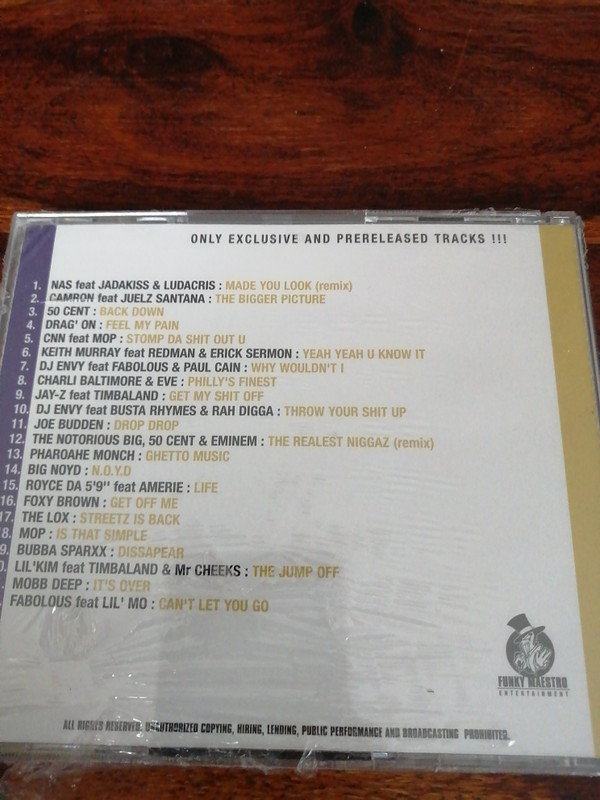 ONLY EXCLUSIVE AND PRERELEASED TRACKS !!!
1. NAS feat JADAKISS & LUDACRIS : MADE YOU LOOK (remix)
2. CAMRON feat JUELZ SANTANA : THE BIGGER PICTURE
3. 50 CENT : BACK DOWN
4. DRAG' ON : FEEL MY PAIN
5. CNN feat MOP : STOMP DA SHIT OUT U
6. KEITH MURRAY feat REDMAN & ERICK SERMON : YEAH YEAH U KNOW IT
7. DJ ENVY feat FABOLOUS & PAUL CAIN : WHY WOULDN'T I
8. CHARLI BALTIMORE & EVE : PHILLY'S FINEST
9. JAY-Z feat TIMBALAND : GET MY SHIT OFF
10. DJ ENVY feat BUSTA RHYMES & RAH DIGGA : THROW YOUR SHIT UP
11. JOE BUDDEN : DROP DROP
12. THE NOTORIOUS BIG, 50 CENT & EMINEM : THE REALEST NIGGAZ (remix)
13. PHAROAHE MONCH : GHETTO MUSIC
14. BIG NOYD : N.O.Y.D
15. ROYCE DA 5'9" feat AMERIE : LIFE
16. FOXY BROWN : GET OFF ME
17. THE LOX : STREETZ IS BACK
18. MOP : IS THAT SIMPLE
9. BUBBA SPARXX : DISSAPEAR
0. LIL'KIM feat TIMBALAND & Mr CHEEKS : THE JUMP OFF
MOBB DEEP : IT'S OVER
FABOLOUS feat LIL' MO : CAN'T LET YOU GO
FUNKY MAESTRO
ENTERTAINMENT
ALL RIGHTS RESERVED. UNAUTHORIZED COPYING, HIRING, LENDING, PUBLIC PERFORMANCE AND BROADCASTING PROHIBITED.